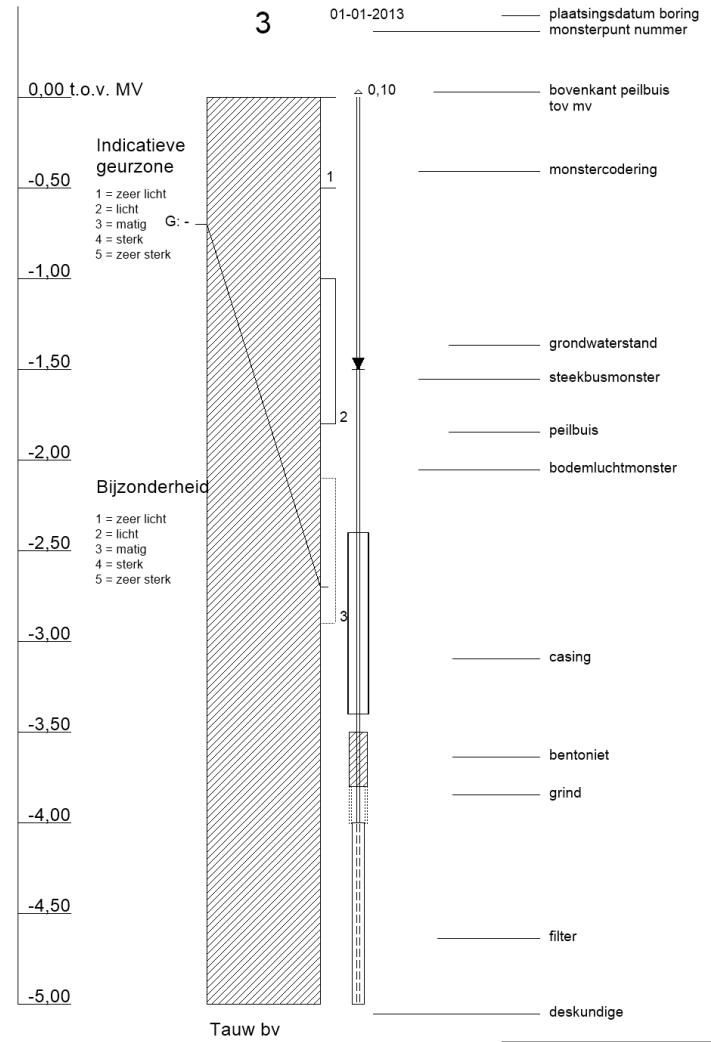 3
01-01-2013
plaatsingsdatum boring
monsterpunt nummer
0,00 t.o.v. MV
0,10
bovenkant peilbuis
tov mv
Indicatieve
geurzone
1 = zeer licht
2 = licht
3 = matig
4 = sterk
5 = zeer sterk
G: -
1
monstercodering
-0,50
-1,00
grondwaterstand
-1,50
steekbusmonster
2
peilbuis
-2,00
bodemluchtmonster
Bijzonderheid
1 = zeer licht
2 = licht
3 = matig
4 = sterk
5 = zeer sterk
-2,50
3
-3,00
casing
-3,50
bentoniet
grind
-4,00
-4,50
filter
-5,00
deskundige
Tauw bv